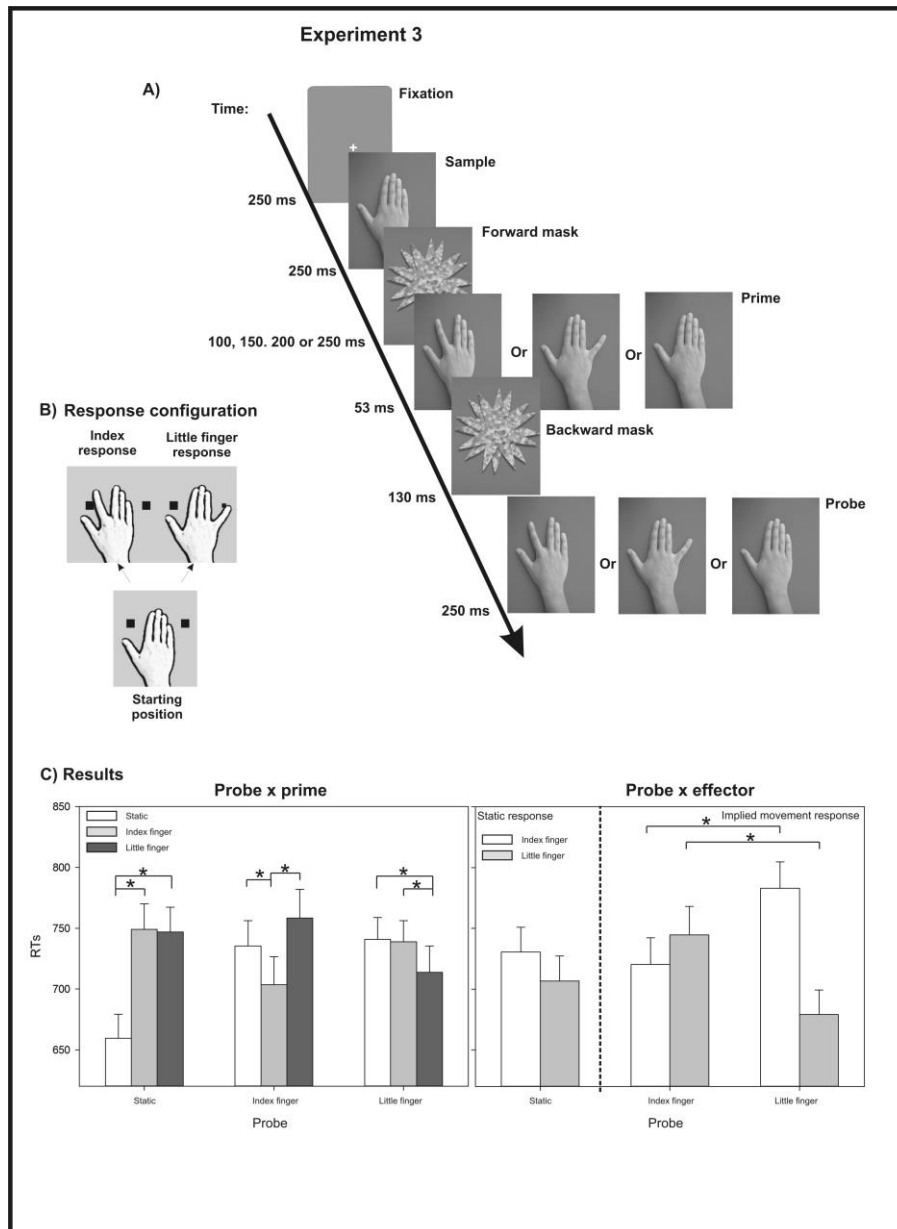 Experiment 3
A)
Time:
Fixation
Sample
250 ms
Forward mask
250 ms
Prime
100, 150. 200 or 250 ms
Or
Or
53 ms
Backward mask
B) Response configuration
Index
response
Little finger
response
130 ms
Probe
Or
Or
250 ms
Starting
position
C) Results
Probe x prime
Probe x effector
850
800
750
700
650
RTs
Static
Index finger
Little finger
*
*
*
*
*
*
Static
Index finger
Little finger
Probe
Static response
Implied movement response
Index finger
Little finger
*
*
Static
Index finger
Little finger
Probe